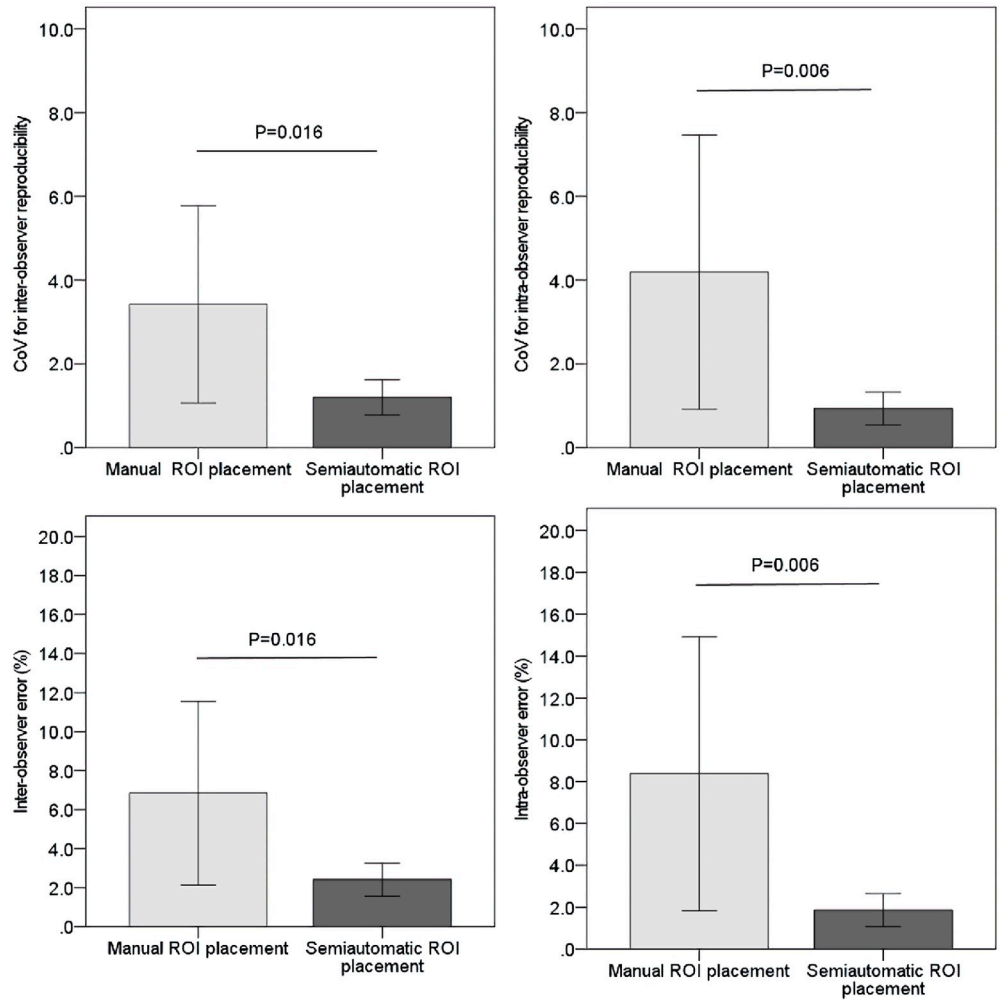 CoV for inter-observer reproducibility
10.0
8.0
6.0
4.0
2.0
.0
P=0.016
Manual ROI placement
Semiautomatic ROI
placement
CoV for intra-observer reproducibility
10.0
8.0
6.0
4.0
2.0
.0
P=0.006
Manual ROI placement
Semiautomatic ROI
placement
Inter-observer error (%)
20.0
18.0
16.0
14.0
12.0
10.0
8.0
6.0
4.0
2.0
.0
P=0.016
Manual ROI placement
Semiautomatic ROI
placement
Intra-observer error (%)
20.0
18.0
16.0
14.0
12.0
10.0
8.0
6.0
4.0
2.0
.0
P=0.006
Manual ROI placement
Semiautomatic ROI
placement